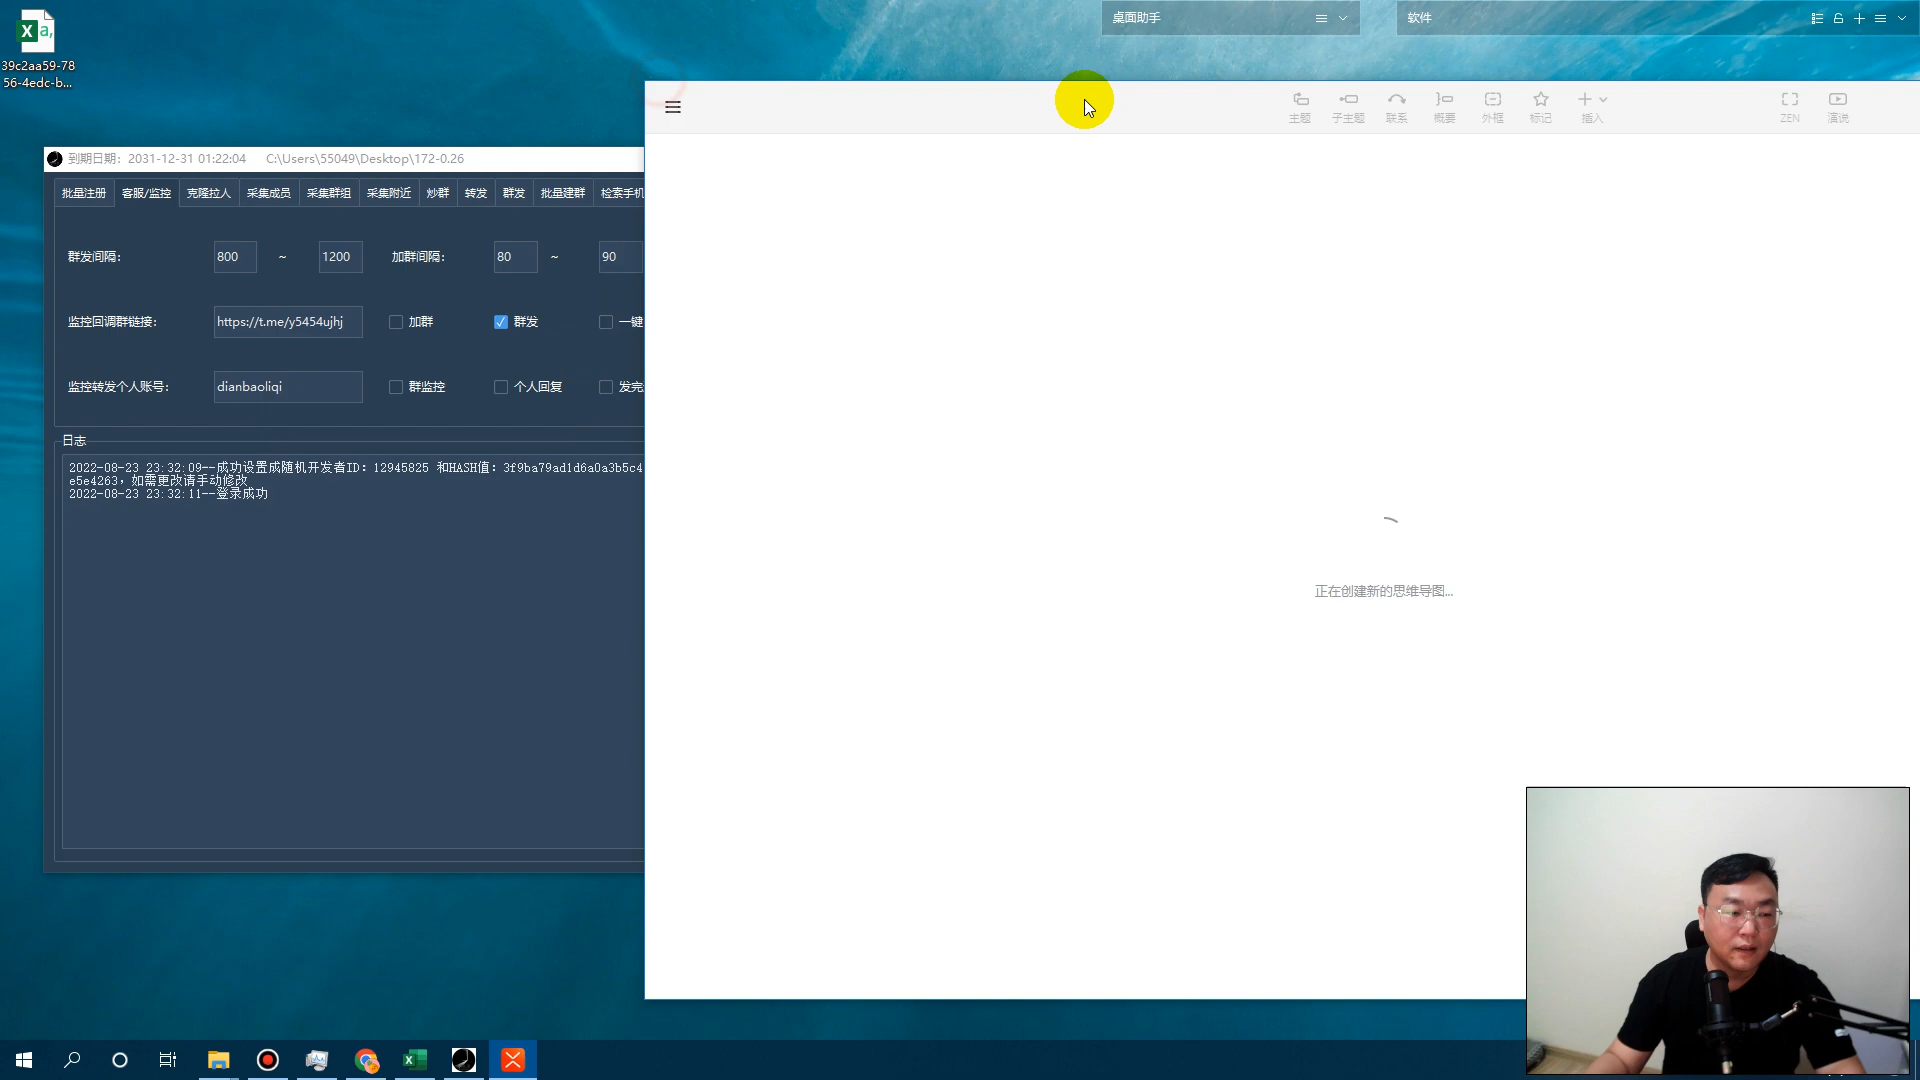 桌面助手
软件
39c2aa59-78
56-4edc-b...
到期日期：2031-12-31 01:22:04 C:\Users\55049\Desktop\172-0.26
主题 子主题 联系 概要 外框 标记 插入 ZEN 演说
批量注册 客服/监控 克隆拉人 采集成员 采集群组 采集附近 炒群 转发 群发 批量建群 检索手机
群发间隔： 800 ~ 1200 加群间隔： 80 ~ 90
监控回调群链接： https://t.me/y5454ujhj 加群 群发 一键
监控转发个人账号： dianbaoliqi 群监控 个人回复 发完
日志
2022-08-23 23:32:09--成功设置成随机开发者ID：12945825 和HASH值：3f9ba79ad1d6a0a3b5c4
e5e4263，如需更改请手动修改
2022-08-23 23:32:11--登录成功
正在创建新的思维导图...